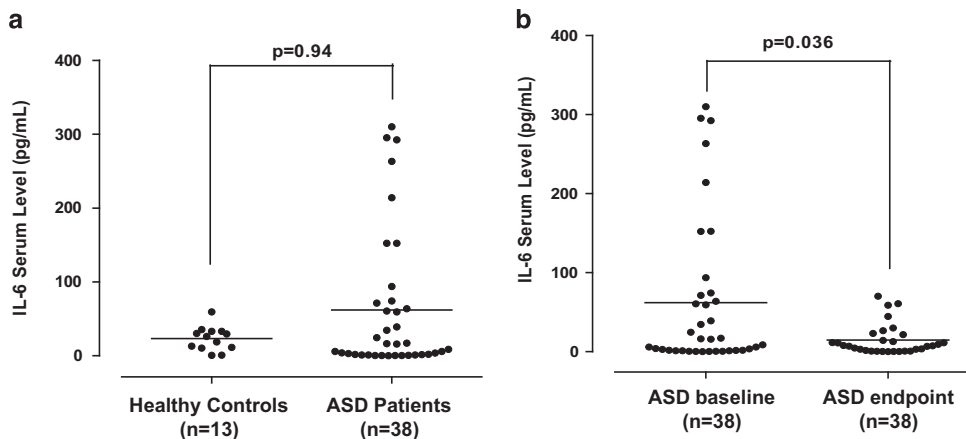 a
p=0.94
IL-6 Serum Level (pg/mL)
400
300
200
100
0
Healthy Controls
(n=13)
ASD Patients
(n=38)
b
p=0.036
IL-6 Serum Level (pg/mL)
400
300
200
100
0
ASD baseline
(n=38)
ASD endpoint
(n=38)